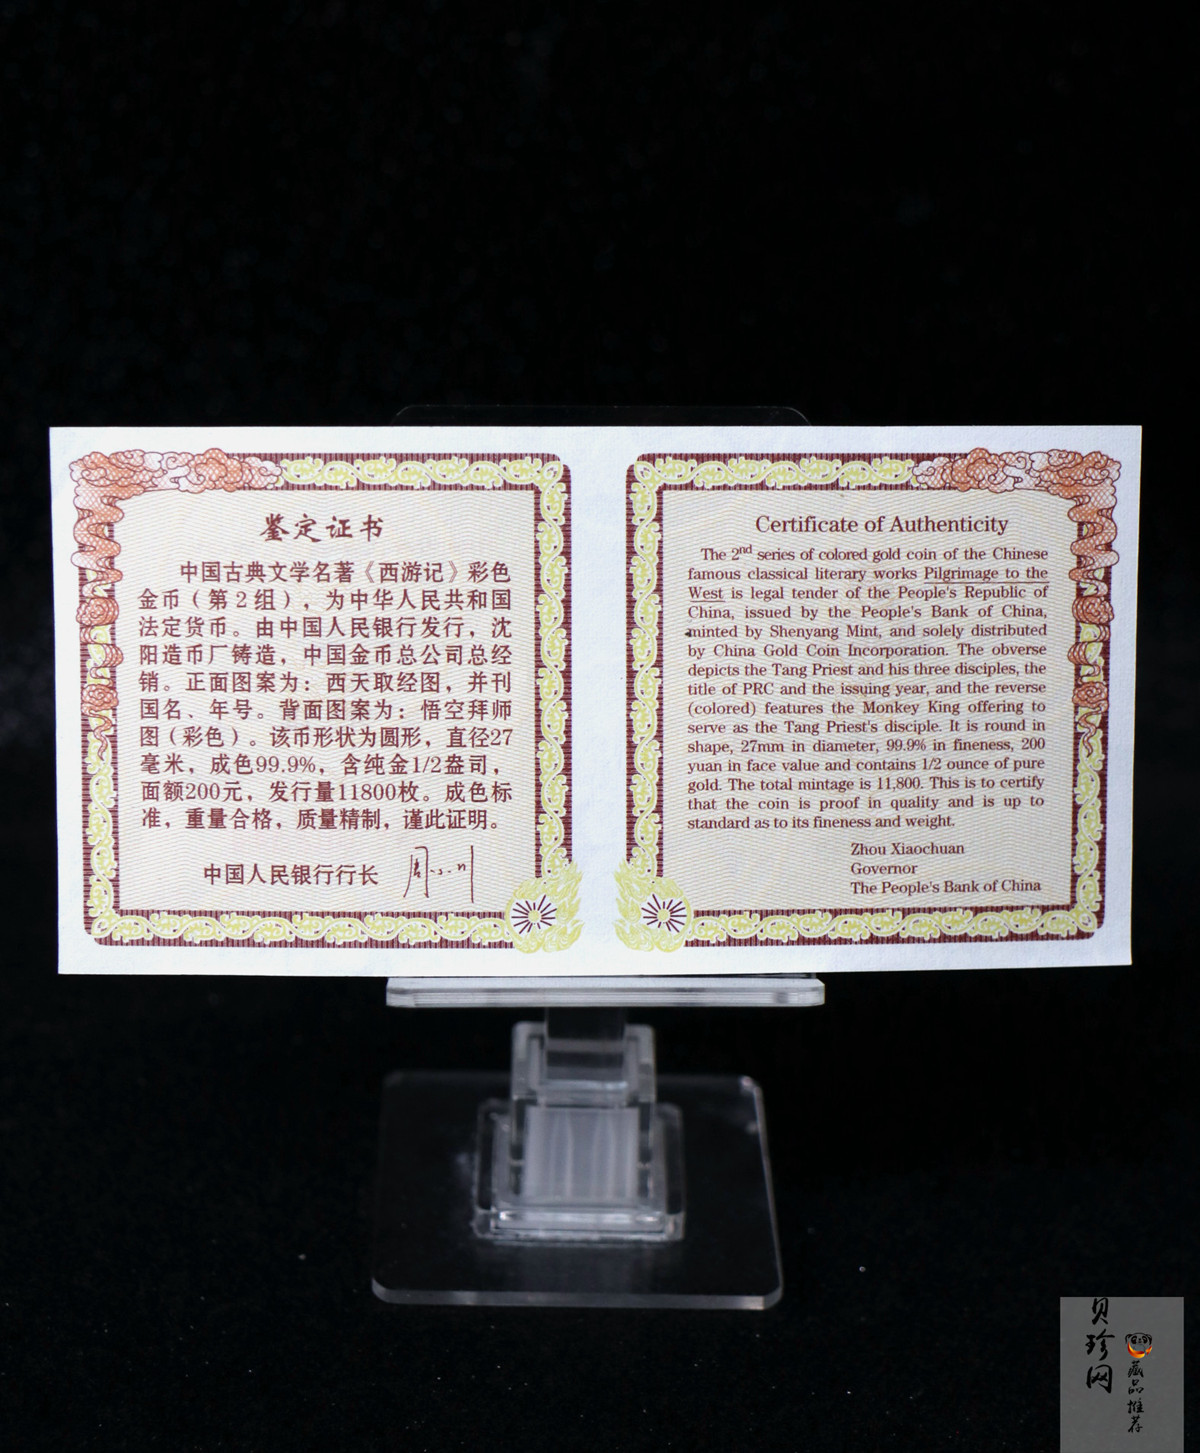 鉴定证书
中国古典文学名著《西游记》彩色
金币（第2组），为中华人民共和国
法定货币。由中国人民银行发行，沈
阳造币厂铸造，中国金币总公司总经
销。正面图案为：西天取经图，并刊
国名、年号。背面图案为：悟空拜师
图（彩色）。该币形状为圆形，直径27
毫米，成色99.9%，含纯金1/2盎司，
面额200元，发行量11800枚。成色标
准，重量合格，质量精制，谨此证明。
中国人民银行行长 周小川
Certificate of Authenticity
The 2nd series of colored gold coin of the Chinese
famous classical literary works Pilgrimage to the
West is legal tender of the People's Republic of
China, issued by the People's Bank of China,
minted by Shenyang Mint, and solely distributed
by China Gold Coin Incorporation. The obverse
depicts the Tang Priest and his three disciples, the
title of PRC and the issuing year, and the reverse
(colored) features the Monkey King offering to
serve as the Tang Priest's disciple. It is round in
shape, 27mm in diameter, 99.9% in fineness, 200
yuan in face value and contains 1/2 ounce of pure
gold. The total mintage is 11,800. This is to certify
that the coin is proof in quality and is up to
standard as to its fineness and weight.
Zhou Xiaochuan
Governor
The People's Bank of China
贝珍网
藏品推荐